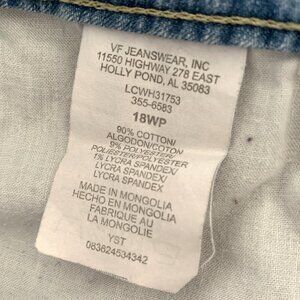 VF JEANSWEAR, INC
11550 HIGHWAY 278 EAST
HOLLY POND, AL 35083
LCWH31753
355-6583
18WP
90% COTTON/
ALGODON/COTON
9% POLYESTER/
POLIESTER/POLYESTER
1% LYCRA SPANDEX/
LYCRA SPANDEX/
LYCRA SPANDEX
MADE IN MONGOLIA
HECHO EN MONGOLIA
FABRIQUE AU
LA MONGOLIE
YST
083624534342